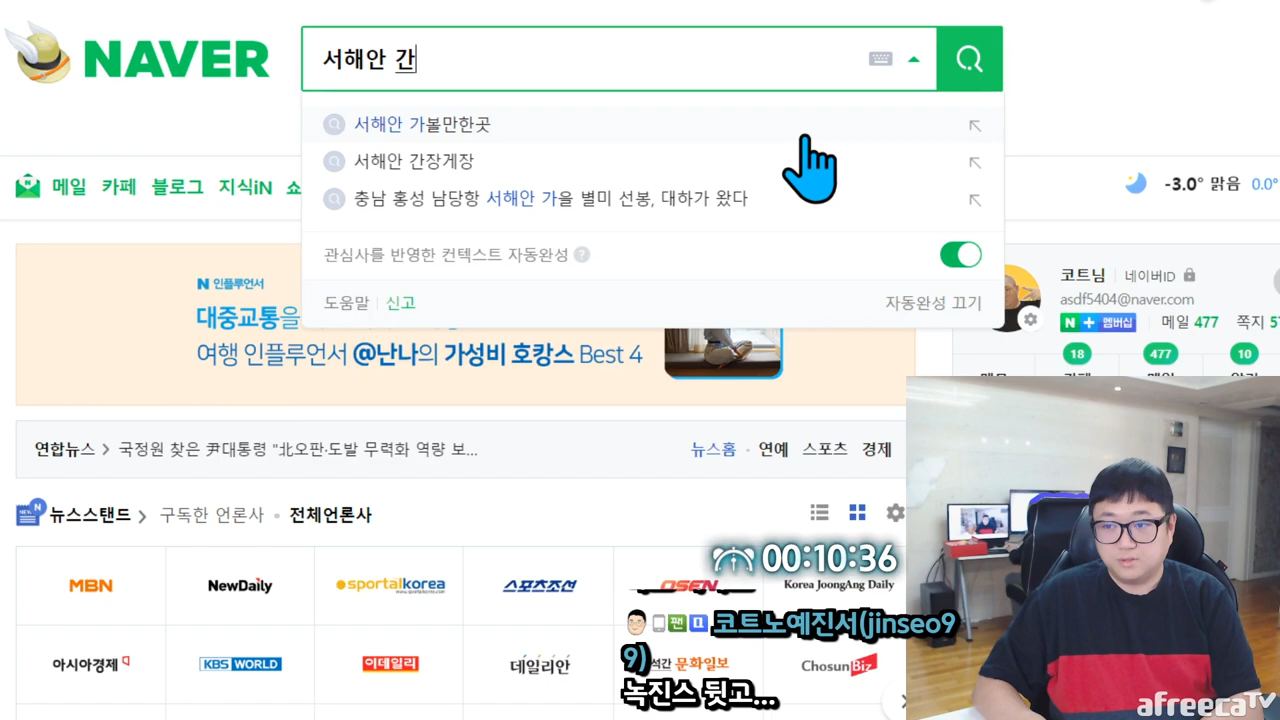 NAVER
서해안 간
서해안 가볼만한곳
서해안 간장게장
충남 홍성 남당항 서해안 가을 별미 선봉, 대하가 왔다
관심사를 반영한 컨텍스트 자동완성 ?
도움말 신고
자동완성 끄기
메일 카페 블로그 지식iN 쇼
-3.0° 맑음 0.0°
N 인플루언서
대중교통을
여행 인플루언서 @난나의 가성비 호캉스 Best 4
코트님 네이버ID
asdf5404@naver.com
N + 멤버십 메일 477 쪽지
18 477 10
연합뉴스 > 국정원 찾은 尹대통령 "北오판·도발 무력화 역량 보...
뉴스홈 · 연예 스포츠 경제
뉴스스탠드 > 구독한 언론사 · 전체언론사
00:10:36
MBN
NewDaily
sportalkorea
www.sportalkorea.com
스포츠조선
OSEN
Korea JoongAng Daily
코트노예진서(jinseo9
9)
녹진스 뒷고...
아시아경제
KBS WORLD
이데일리
데일리안
석간 문화일보
ChosunBiz
afreecaTV